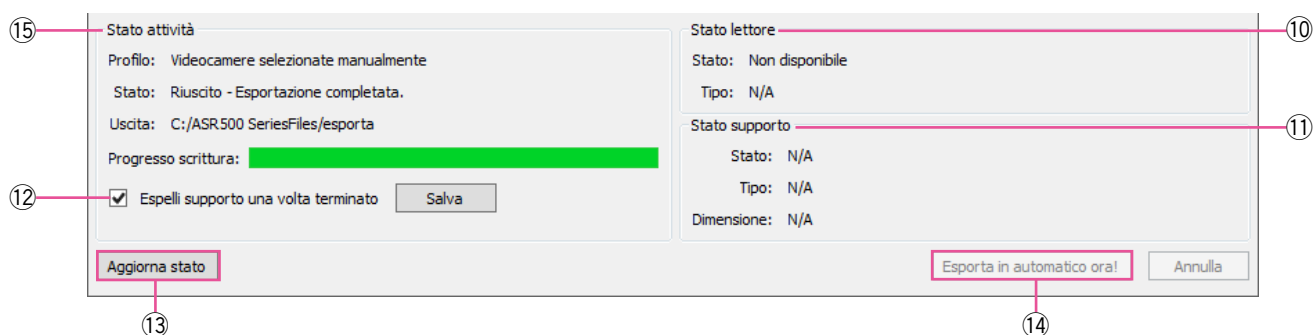 ⑮
Stato attività
Profilo: Videocamere selezionate manualmente
Stato: Riuscito - Esportazione completata.
Uscita: C:/ASR500 SeriesFiles/esporta
Progresso scrittura:
⑫
Espelli supporto una volta terminato
Salva
Stato lettore
⑩
Stato: Non disponibile
Tipo: N/A
Stato supporto
⑪
Stato: N/A
Tipo: N/A
Dimensione: N/A
Aggiorna stato
Esporta in automatico ora!
Annulla
⑬
⑭